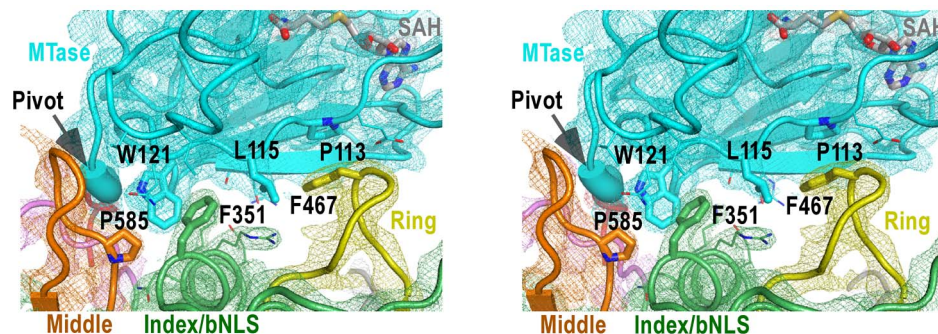 SAH
MTase
Pivot
W121
L115
P113
P585
F351
F467
Ring
Middle
Index/bNLS
SAH
MTase
Pivot
W121
L115
P113
P585
F351
F467
Ring
Middle
Index/bNLS